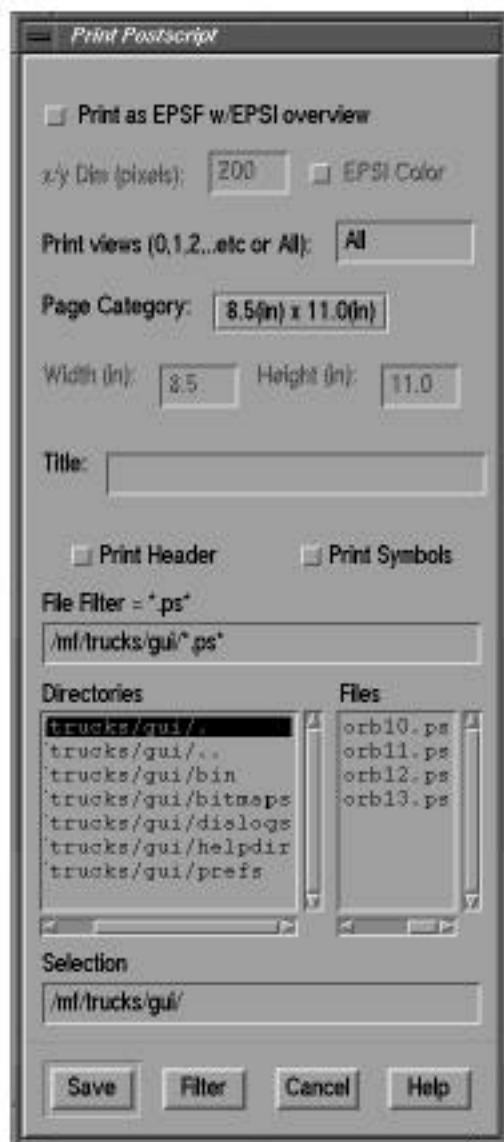 Print Postscript
Print as EPSF w/EPSI overview
x/y Dim (pixels): 200 EPSI Color
Print views (0,1,2...etc or All): All
Page Category: 8.5(in) x 11.0(in)
Width (in): 8.5 Height (in): 11.0
Title:
Print Header Print Symbols
File Filter = *.ps*
/mf/trucks/gui/*.ps*
Directories Files
trucks/gui/. orb10.ps
trucks/gui/.. orb11.ps
trucks/gui/bin orb12.ps
trucks/gui/bitmaps orb13.ps
trucks/gui/dialogs
trucks/gui/helpdir
trucks/gui/prefs
Selection
/mf/trucks/gui/
Save Filter Cancel Help